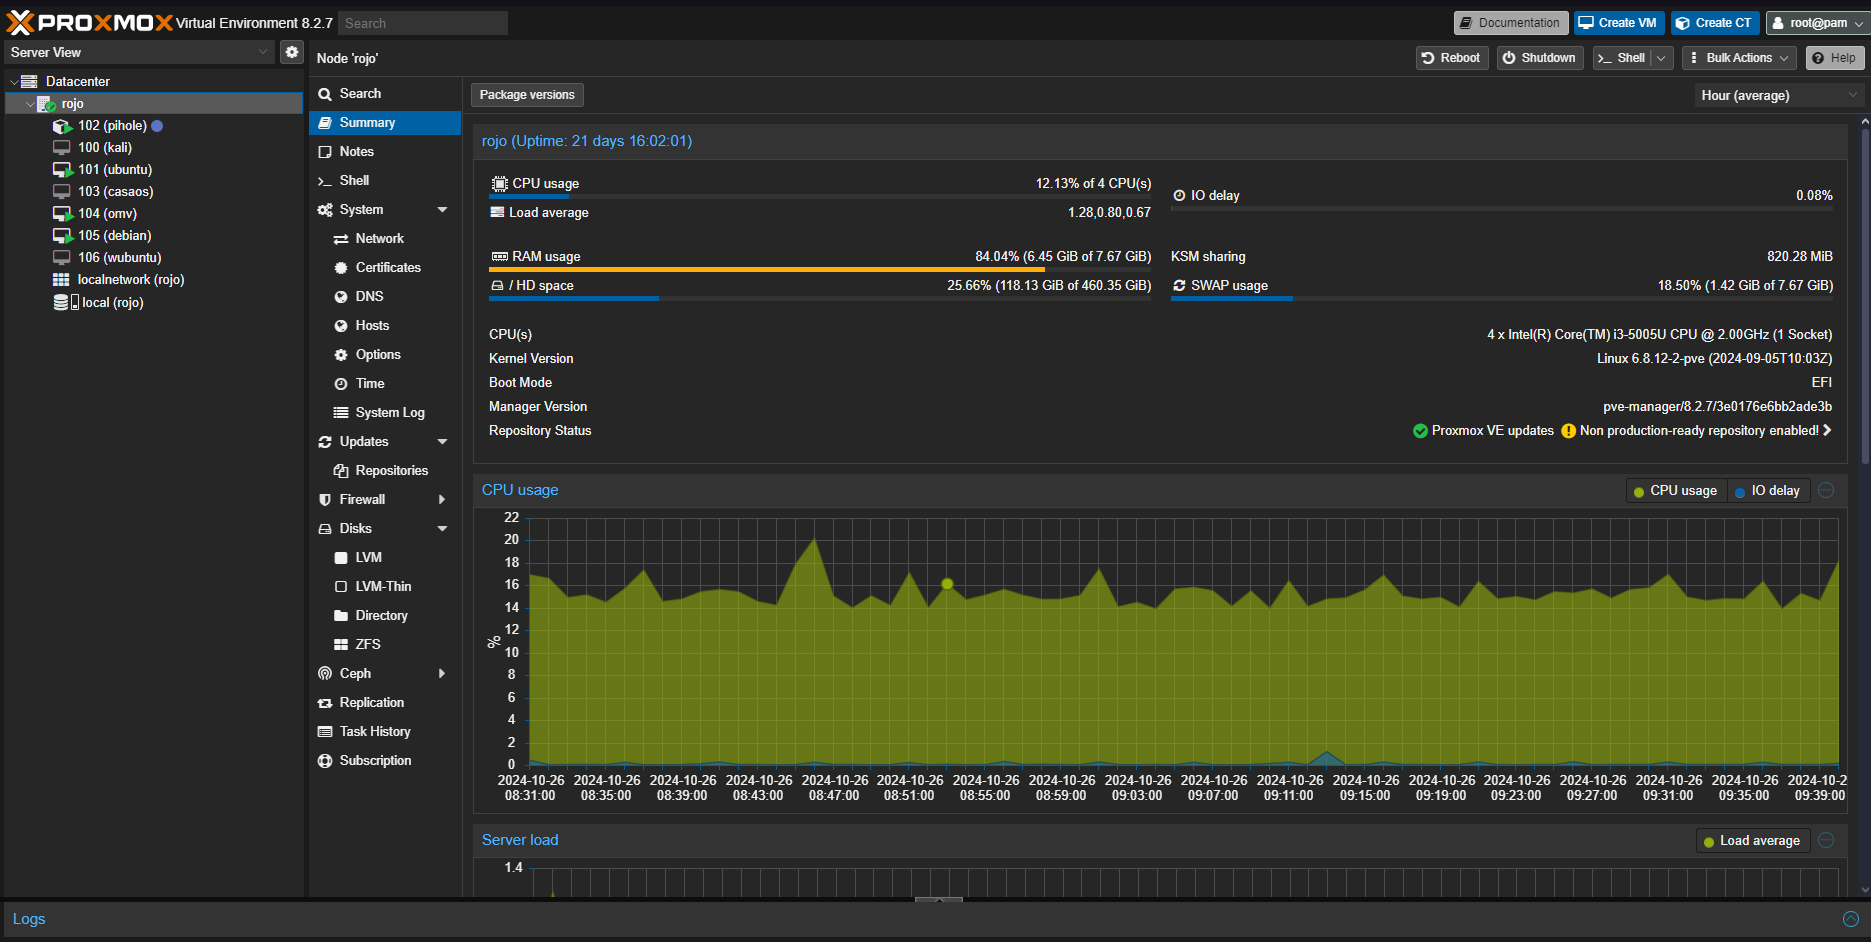 PROXMOX Virtual Environment 8.2.7 Search Documentation Create VM Create CT root@pam
Server View
Datacenter
rojo
102 (pihole)
100 (kali)
101 (ubuntu)
103 (casaos)
104 (omv)
105 (debian)
106 (wubuntu)
localnetwork (rojo)
local (rojo)
Node 'rojo' Reboot Shutdown Shell Bulk Actions Help
Search
Summary
Notes
Shell
System
Network
Certificates
DNS
Hosts
Options
Time
System Log
Updates
Repositories
Firewall
Disks
LVM
LVM-Thin
Directory
ZFS
Ceph
Replication
Task History
Subscription
Package versions Hour (average)
rojo (Uptime: 21 days 16:02:01)
CPU usage 12.13% of 4 CPU(s)
IO delay 0.08%
Load average 1.28,0.80,0.67
RAM usage 84.04% (6.45 GiB of 7.67 GiB) KSM sharing 820.28 MiB
/ HD space 25.66% (118.13 GiB of 460.35 GiB) SWAP usage 18.50% (1.42 GiB of 7.67 GiB)
CPU(s) 4 x Intel(R) Core(TM) i3-5005U CPU @ 2.00GHz (1 Socket)
Kernel Version Linux 6.8.12-2-pve (2024-09-05T10:03Z)
Boot Mode EFI
Manager Version pve-manager/8.2.7/3e0176e6bb2ade3b
Repository Status Proxmox VE updates Non production-ready repository enabled!
CPU usage CPU usage IO delay
22
20
18
16
14
12
%
10
8
6
4
2
0
2024-10-26 2024-10-26 2024-10-26 2024-10-26 2024-10-26 2024-10-26 2024-10-26 2024-10-26 2024-10-26 2024-10-26 2024-10-26 2024-10-26 2024-10-26 2024-10-26 2024-10-26 2024-10-26 2024-10-26 2024-10-2
08:31:00 08:35:00 08:39:00 08:43:00 08:47:00 08:51:00 08:55:00 08:59:00 09:03:00 09:07:00 09:11:00 09:15:00 09:19:00 09:23:00 09:27:00 09:31:00 09:35:00 09:39:00
Server load Load average
1.4
Logs